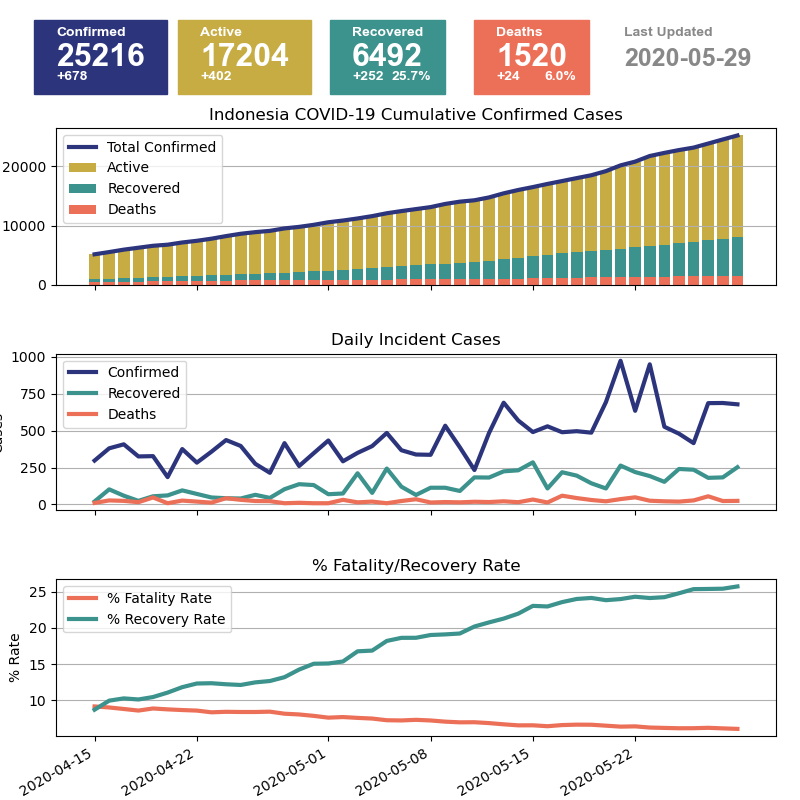 Confirmed
25216
+678
Active
17204
+402
Recovered
6492
+252 25.7%
Deaths
1520
+24 6.0%
Last Updated
2020-05-29
Indonesia COVID-19 Cumulative Confirmed Cases
Total Confirmed
Active
Recovered
Deaths
20000
10000
0
Daily Incident Cases
Confirmed
Recovered
Deaths
1000
750
500
250
0
% Fatality/Recovery Rate
% Fatality Rate
% Recovery Rate
% Rate
25
20
15
10
2020-04-15
2020-04-22
2020-05-01
2020-05-08
2020-05-15
2020-05-22